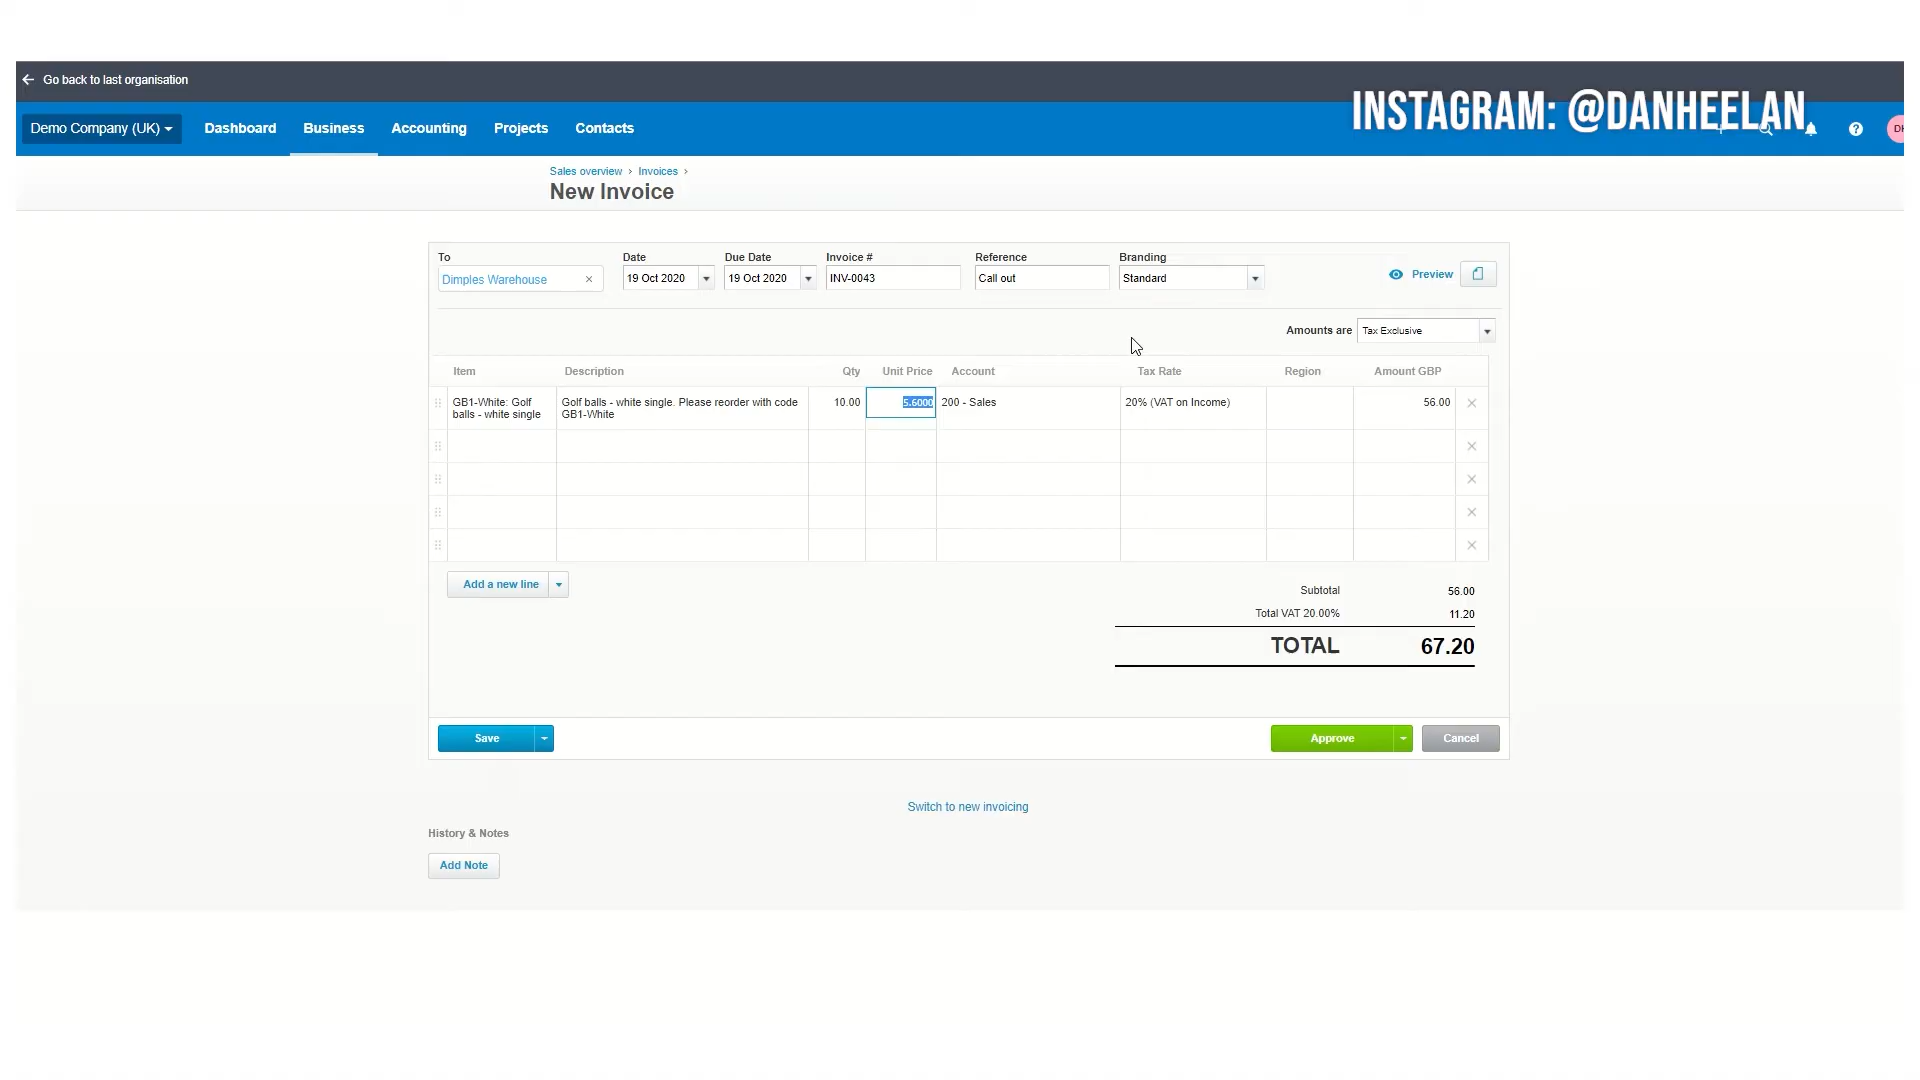 Go back to last organisation
INSTAGRAM: @DANHEELAN
Demo Company (UK) Dashboard Business Accounting Projects Contacts
Sales overview › Invoices ›
New Invoice
To Date Due Date Invoice # Reference Branding
Dimples Warehouse × 19 Oct 2020 19 Oct 2020 INV-0043 Call out Standard Preview
Amounts are Tax Exclusive
Item Description Qty Unit Price Account Tax Rate Region Amount GBP
GB1-White: Golf Golf balls - white single. Please reorder with code 10.00 5.6000 200 - Sales 20% (VAT on Income) 56.00
balls - white single GB1-White
Add a new line
Subtotal 56.00
Total VAT 20.00% 11.20
TOTAL 67.20
Save Approve Cancel
Switch to new invoicing
History & Notes
Add Note